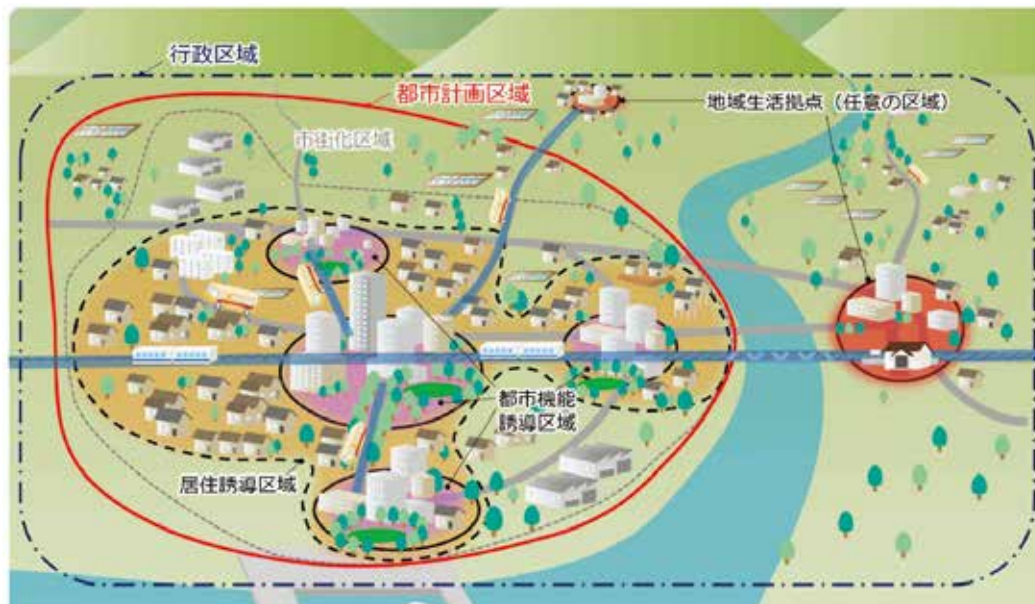 行政区域
都市計画区域
地域生活拠点（任意の区域）
市街化区域
都市機能
誘導区域
居住誘導区域